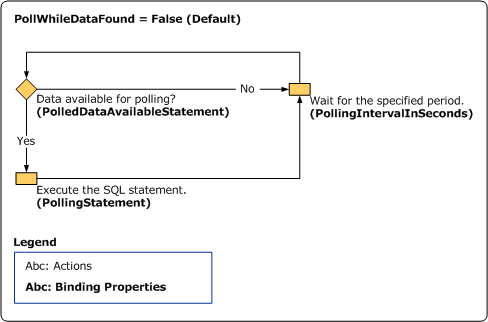 PollWhileDataFound = False (Default)
No
Data available for polling?
(PolledDataAvailableStatement)
Wait for the specified period.
(PollingIntervalInSeconds)
Yes
Execute the SQL statement.
(PollingStatement)
Legend
Abc: Actions
Abc: Binding Properties